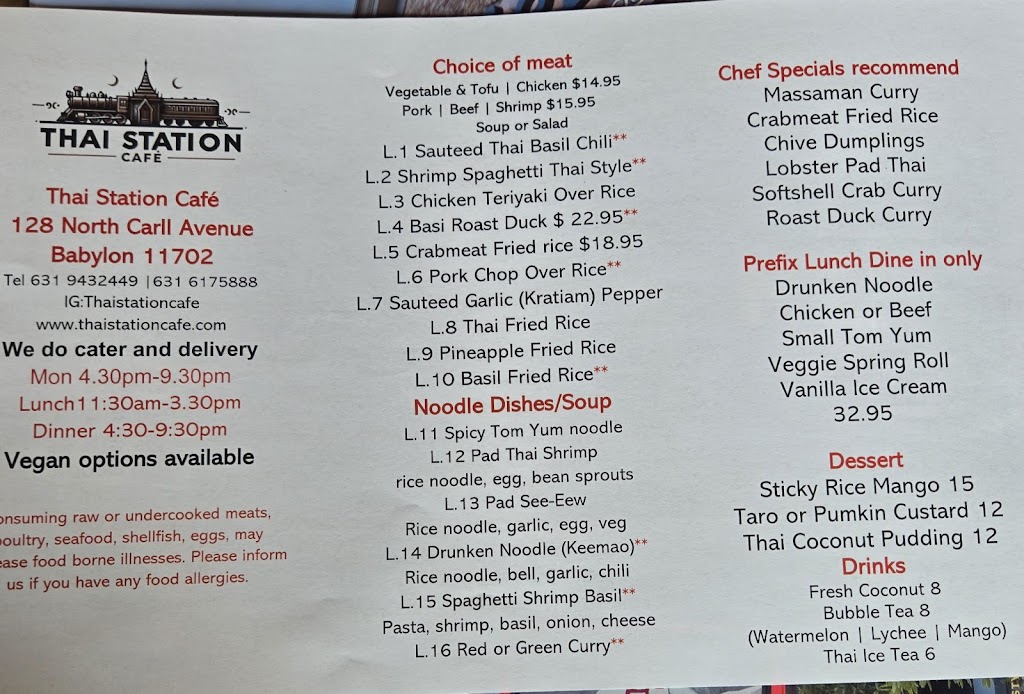 THAI STATION
CAFÉ
Thai Station Café
128 North Carll Avenue
Babylon 11702
Tel 631 9432449 |631 6175888
IG:Thaistationcafe
www.thaistationcafe.com
We do cater and delivery
Mon 4.30pm-9.30pm
Lunch11:30am-3.30pm
Dinner 4:30-9:30pm
Vegan options available
onsuming raw or undercooked meats,
poultry, seafood, shellfish, eggs, may
ease food borne illnesses. Please inform
us if you have any food allergies.
Choice of meat
Vegetable & Tofu | Chicken $14.95
Pork | Beef | Shrimp $15.95
Soup or Salad
L.1 Sauteed Thai Basil Chili**
L.2 Shrimp Spaghetti Thai Style**
L.3 Chicken Teriyaki Over Rice
L.4 Basi Roast Duck $ 22.95**
L.5 Crabmeat Fried rice $18.95
L.6 Pork Chop Over Rice**
L.7 Sauteed Garlic (Kratiam) Pepper
L.8 Thai Fried Rice
L.9 Pineapple Fried Rice
L.10 Basil Fried Rice**
Noodle Dishes/Soup
L.11 Spicy Tom Yum noodle
L.12 Pad Thai Shrimp
rice noodle, egg, bean sprouts
L.13 Pad See-Eew
Rice noodle, garlic, egg, veg
L.14 Drunken Noodle (Keemao)**
Rice noodle, bell, garlic, chili
L.15 Spaghetti Shrimp Basil**
Pasta, shrimp, basil, onion, cheese
L.16 Red or Green Curry**
Chef Specials recommend
Massaman Curry
Crabmeat Fried Rice
Chive Dumplings
Lobster Pad Thai
Softshell Crab Curry
Roast Duck Curry
Prefix Lunch Dine in only
Drunken Noodle
Chicken or Beef
Small Tom Yum
Veggie Spring Roll
Vanilla Ice Cream
32.95
Dessert
Sticky Rice Mango 15
Taro or Pumkin Custard 12
Thai Coconut Pudding 12
Drinks
Fresh Coconut 8
Bubble Tea 8
(Watermelon | Lychee | Mango)
Thai Ice Tea 6